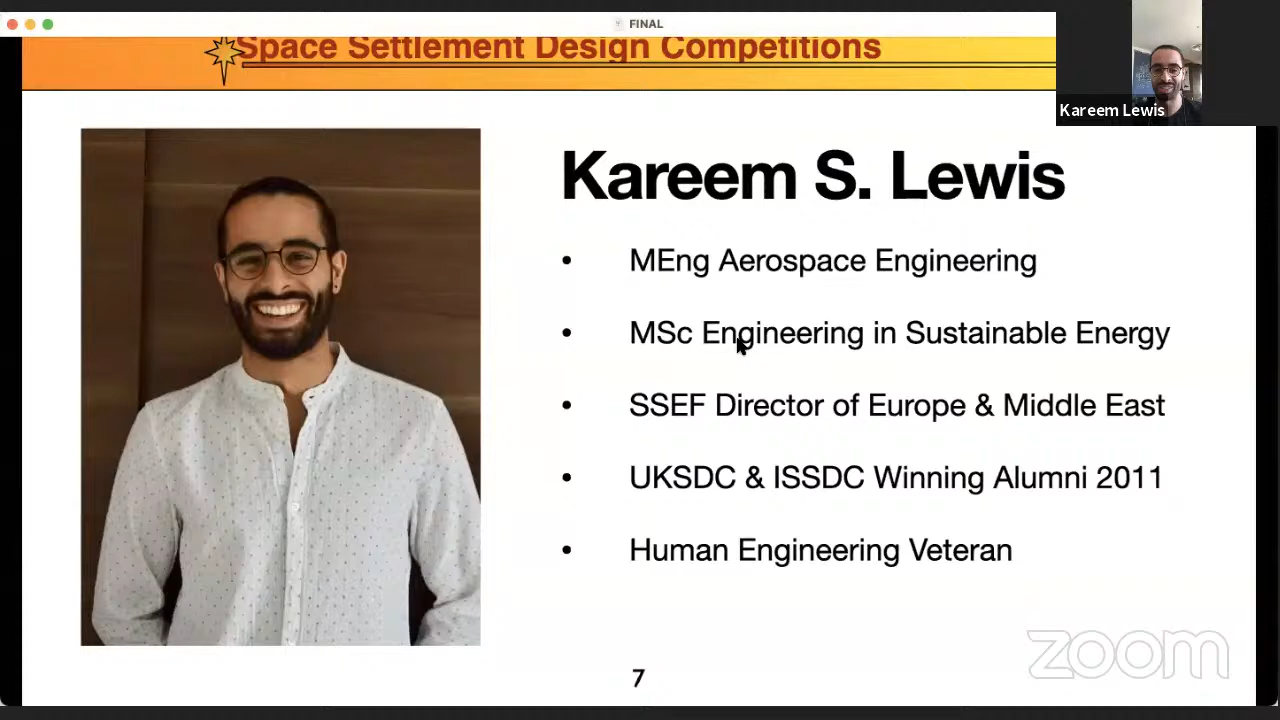 FINAL
Space Settlement Design Competitions
Kareem Lewis
Kareem S. Lewis
• MEng Aerospace Engineering
• MSc Engineering in Sustainable Energy
• SSEF Director of Europe & Middle East
• UKSDC & ISSDC Winning Alumni 2011
• Human Engineering Veteran
zoom
7